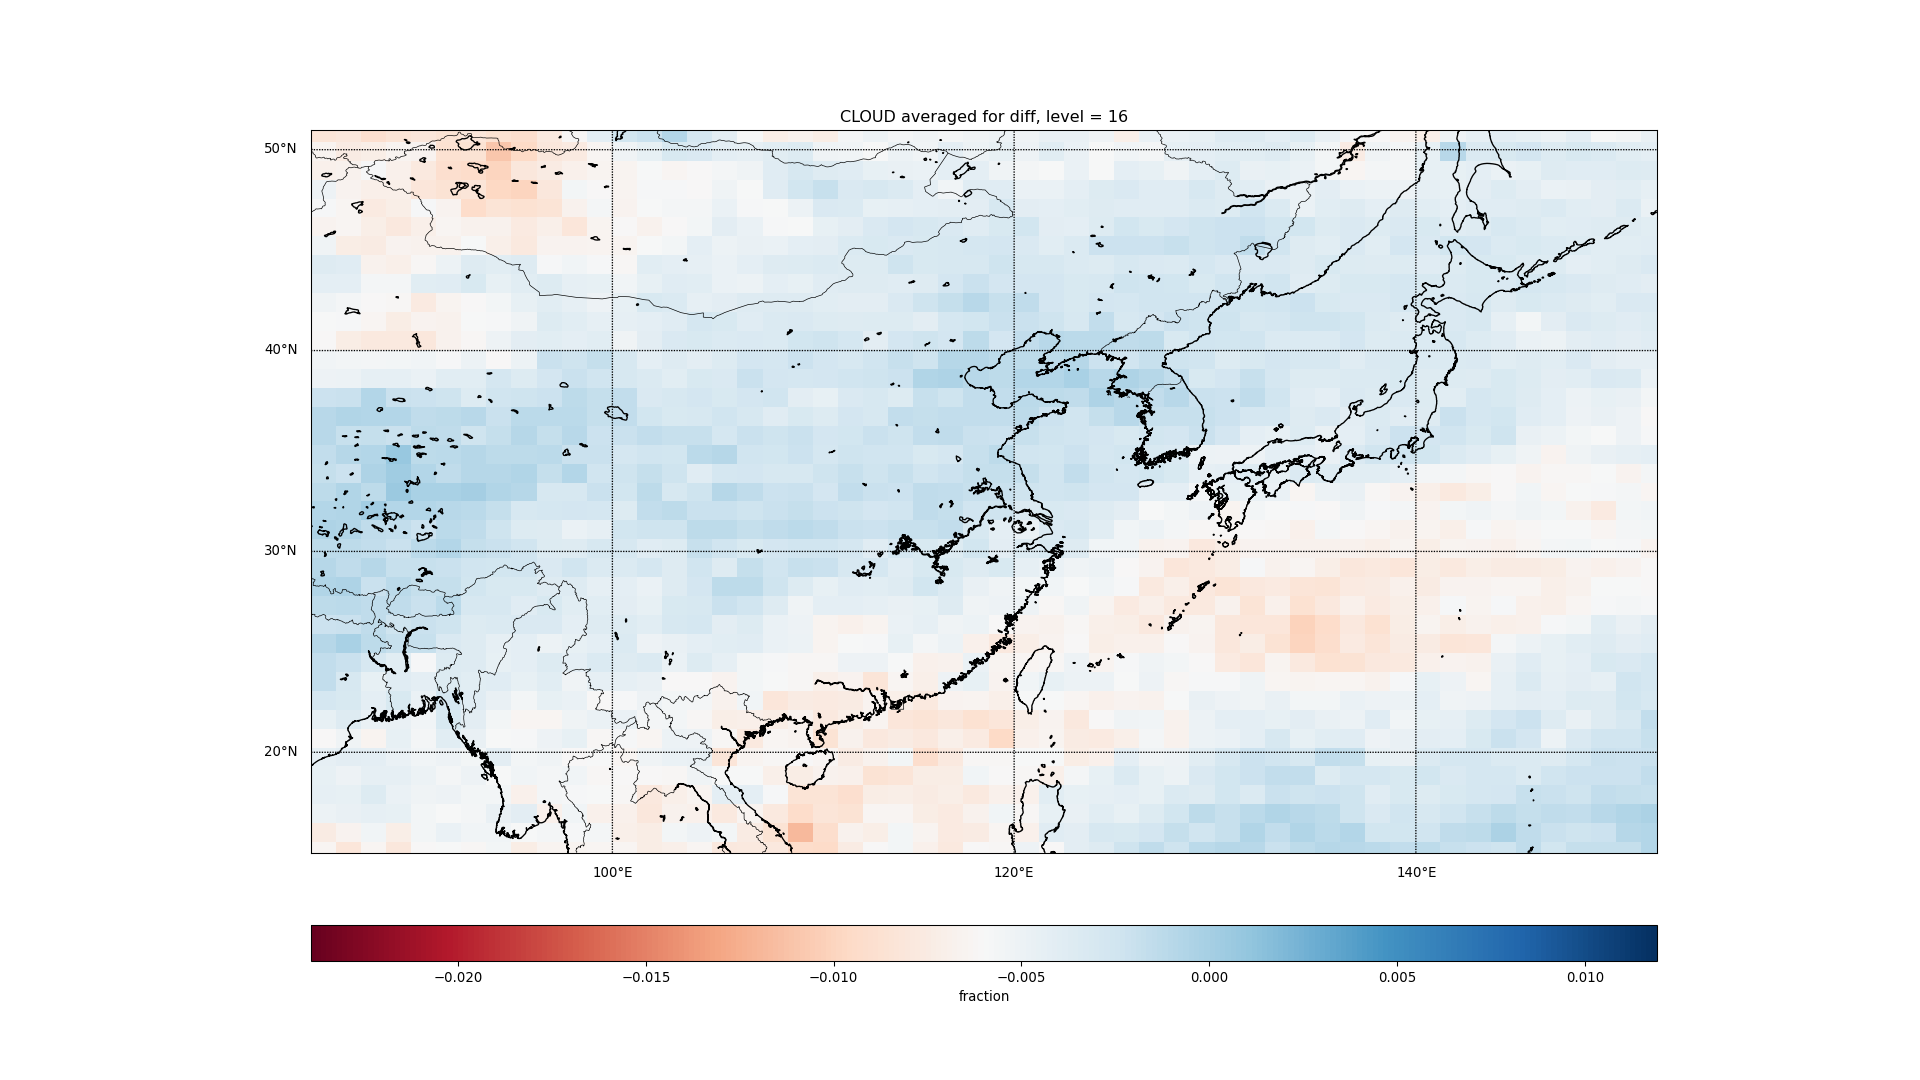 CLOUD averaged for diff, level = 16
50°N
40°N
30°N
20°N
100°E 120°E 140°E
−0.020 −0.015 −0.010 −0.005 0.000 0.005 0.010
fraction